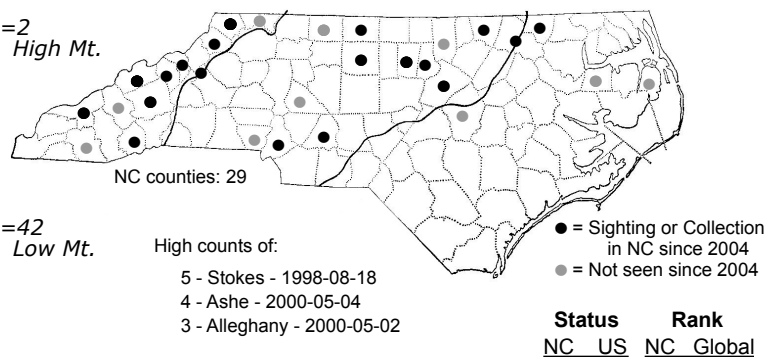 =2
High Mt.
NC counties: 29
=42
Low Mt.
High counts of:
5 - Stokes - 1998-08-18
4 - Ashe - 2000-05-04
3 - Alleghany - 2000-05-02
● = Sighting or Collection
in NC since 2004
● = Not seen since 2004
Status Rank
NC US NC Global